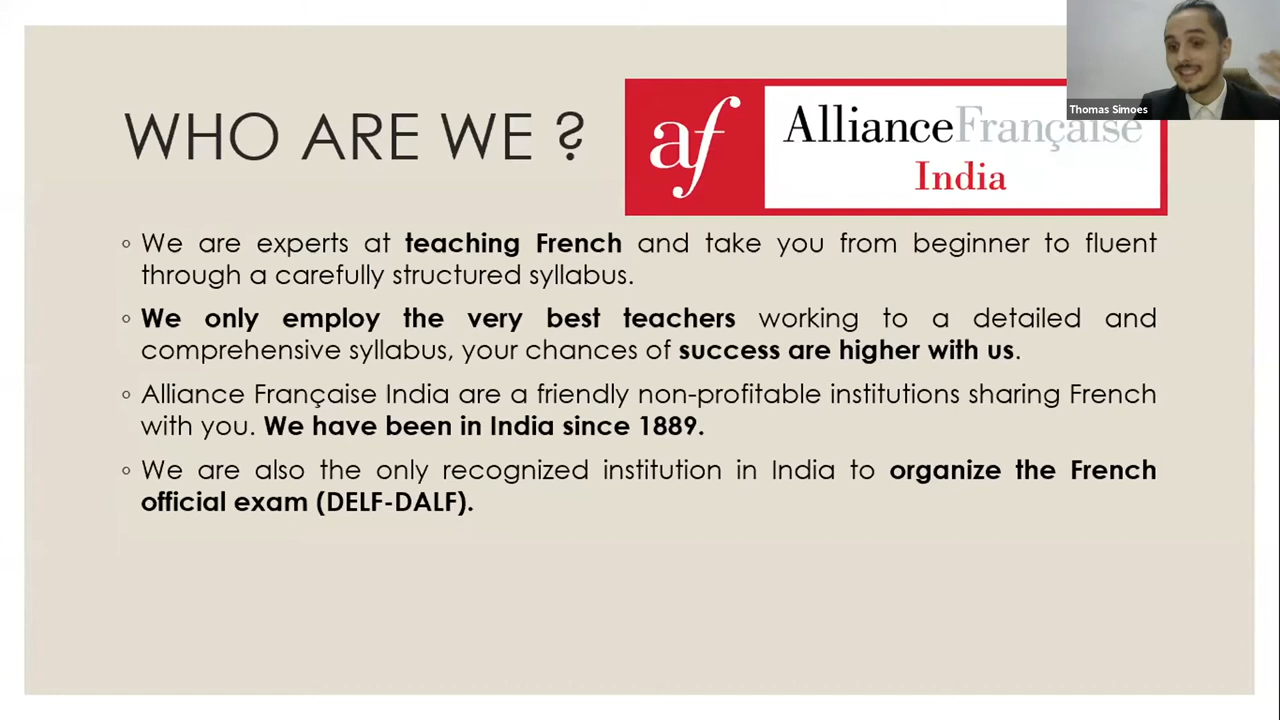 Thomas Simoes
WHO ARE WE ?
af
AllianceFrançaise
India
◦ We are experts at teaching French and take you from beginner to fluent
through a carefully structured syllabus.
◦ We only employ the very best teachers working to a detailed and
comprehensive syllabus, your chances of success are higher with us.
◦ Alliance Française India are a friendly non-profitable institutions sharing French
with you. We have been in India since 1889.
◦ We are also the only recognized institution in India to organize the French
official exam (DELF-DALF).